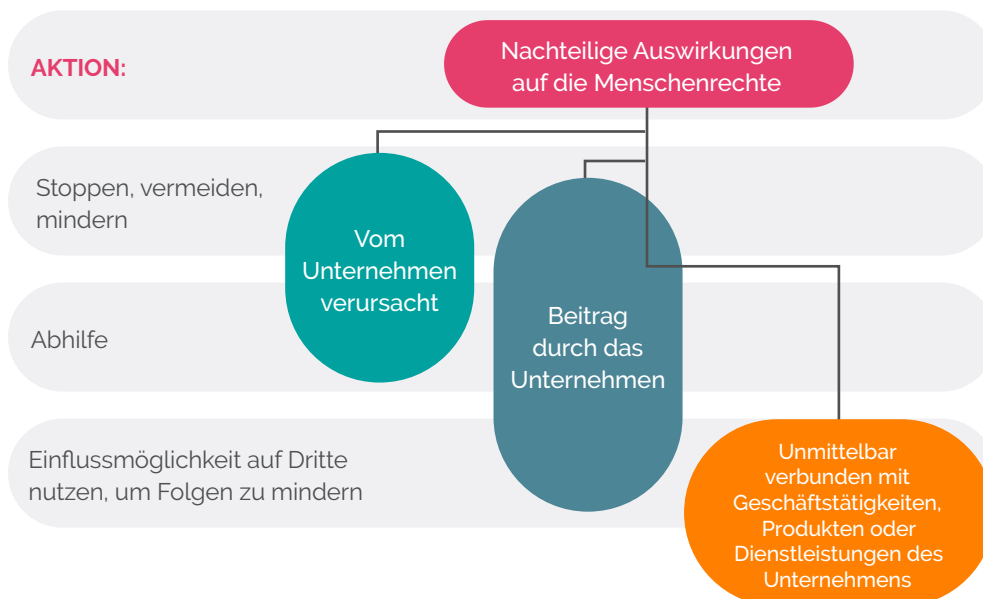 AKTION:
Nachteilige Auswirkungen
auf die Menschenrechte
Stoppen, vermeiden,
mindern
Vom
Unternehmen
verursacht
Abhilfe
Beitrag
durch das
Unternehmen
Einflussmöglichkeit auf Dritte
nutzen, um Folgen zu mindern
Unmittelbar
verbunden mit
Geschäftstätigkeiten,
Produkten oder
Dienstleistungen des
Unternehmens